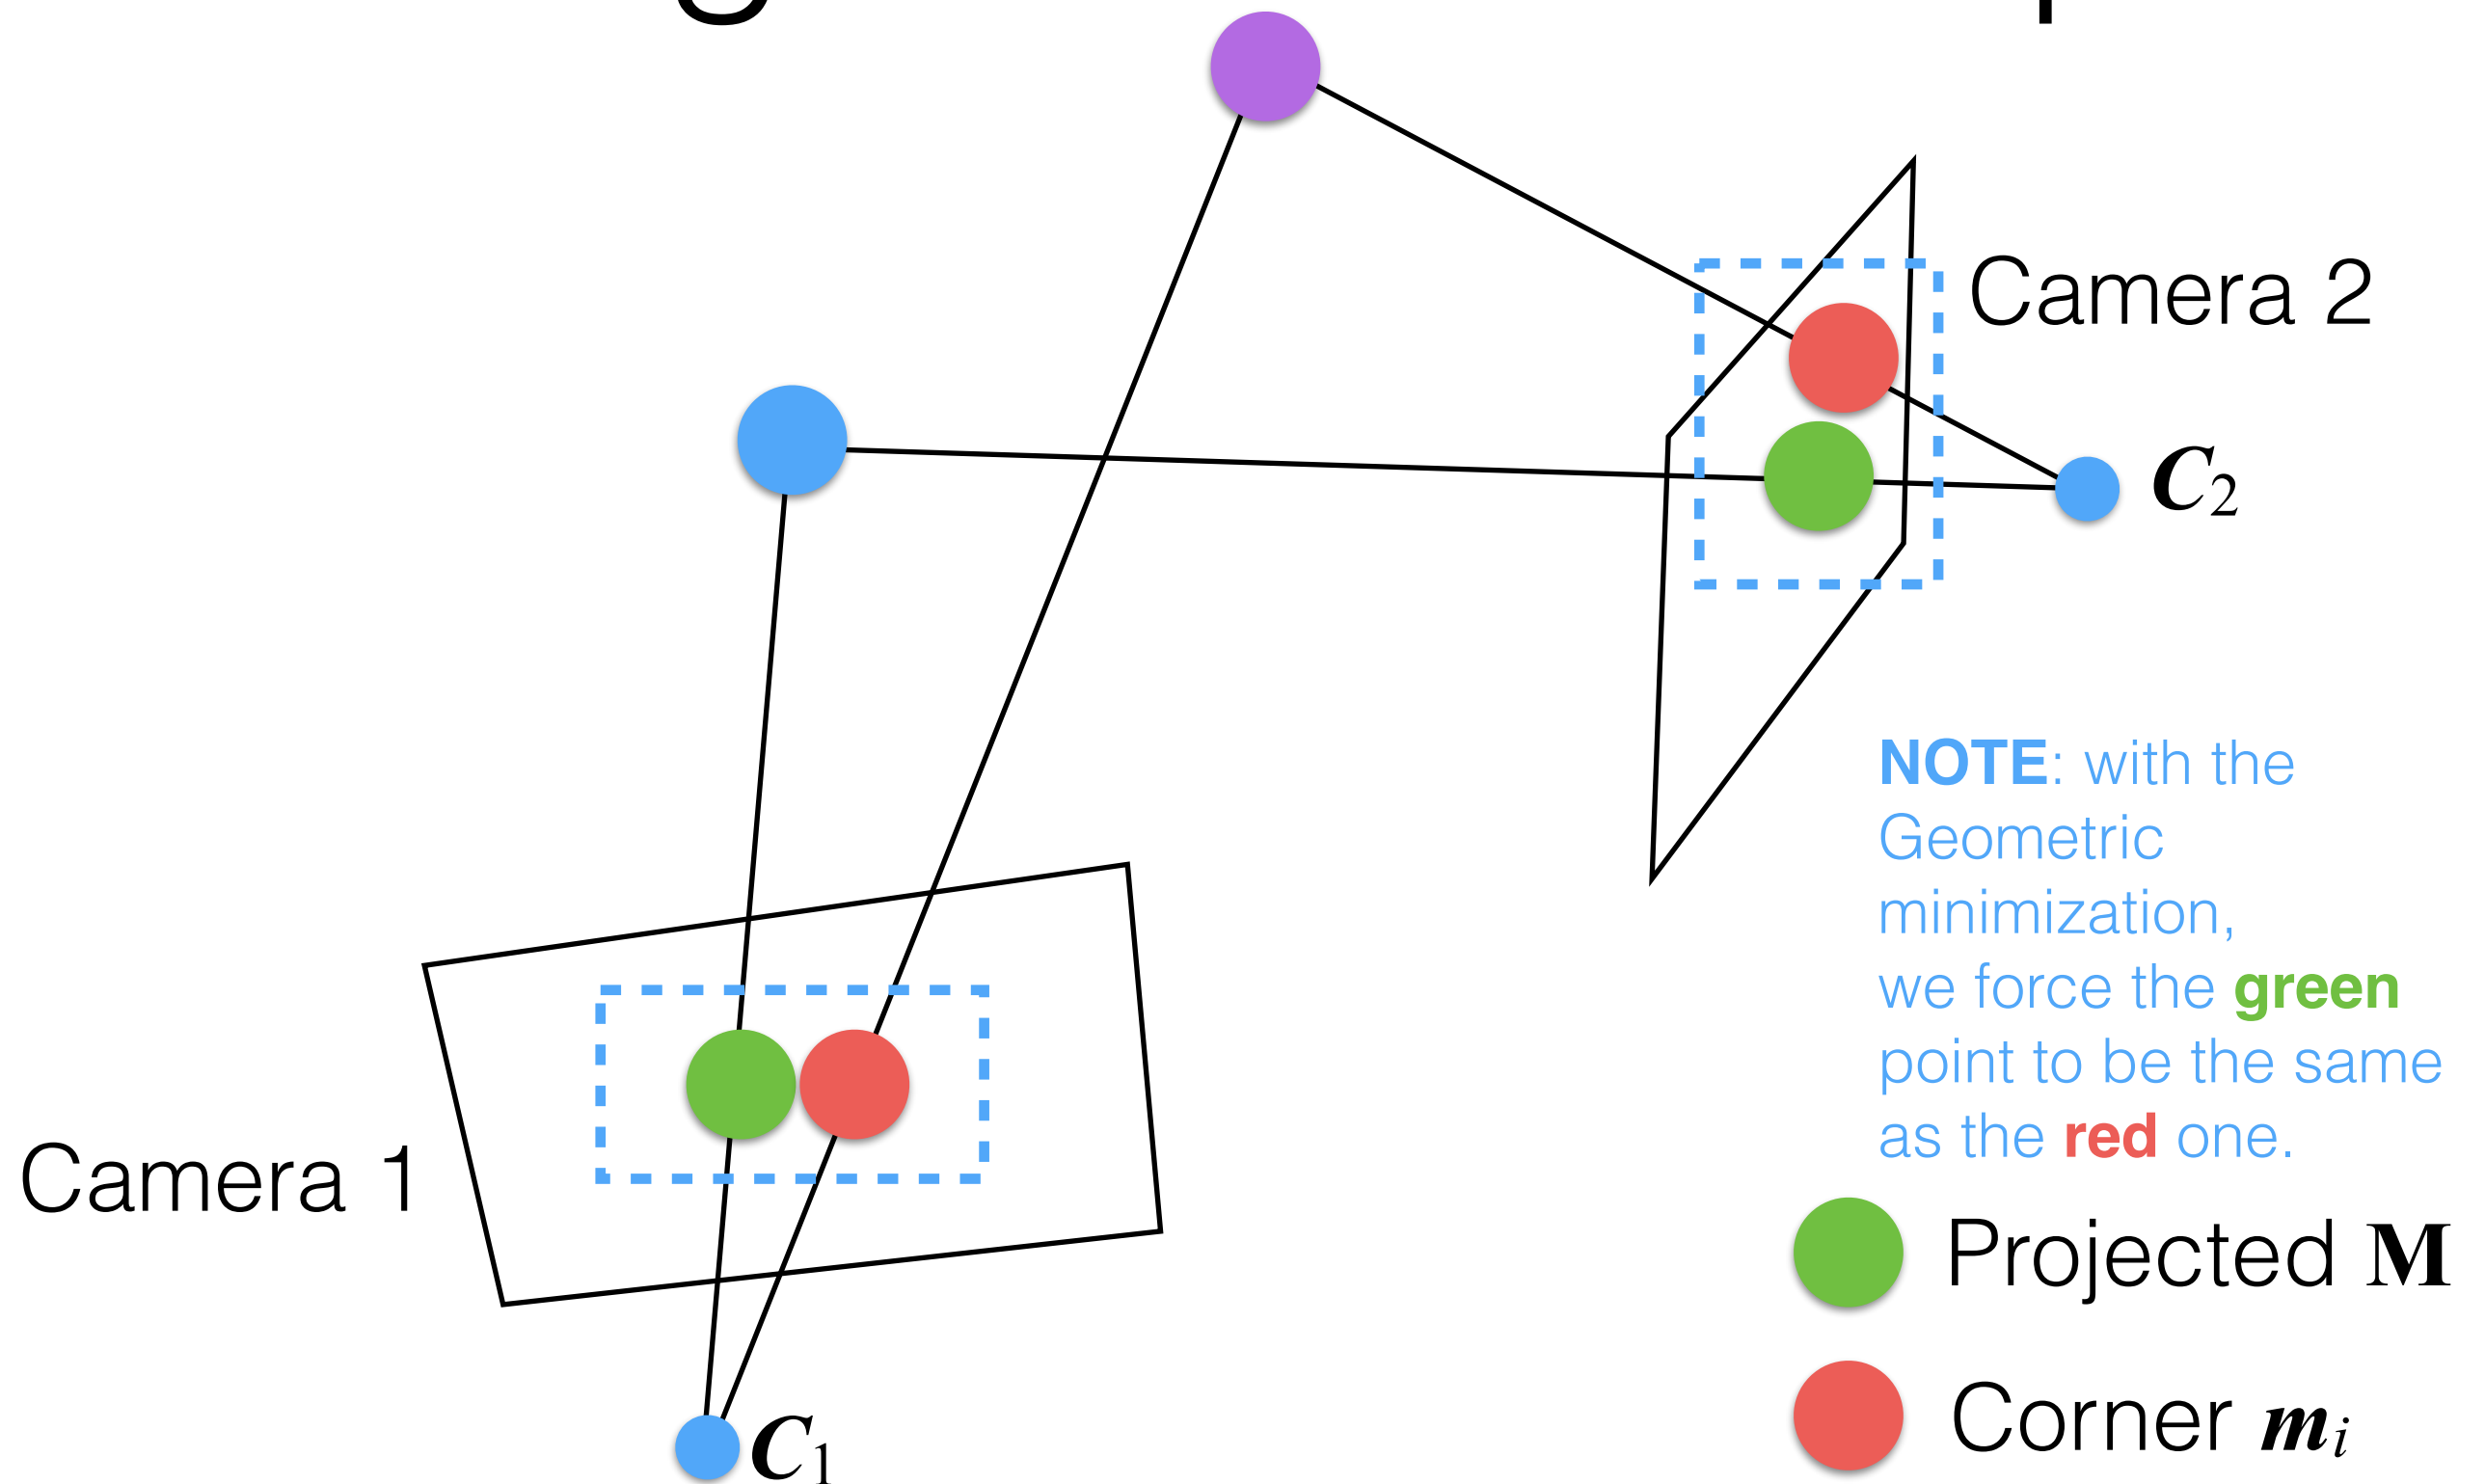 Camera 2
C2
NOTE: with the
Geometric
minimization,
we force the green
point to be the same
as the red one.
Camera 1
Projected M
Corner mi
C1